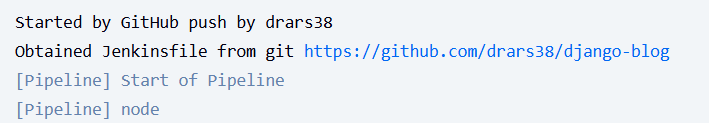 Started by GitHub push by drars38
Obtained Jenkinsfile from git https://github.com/drars38/django-blog
[Pipeline] Start of Pipeline
[Pipeline] node